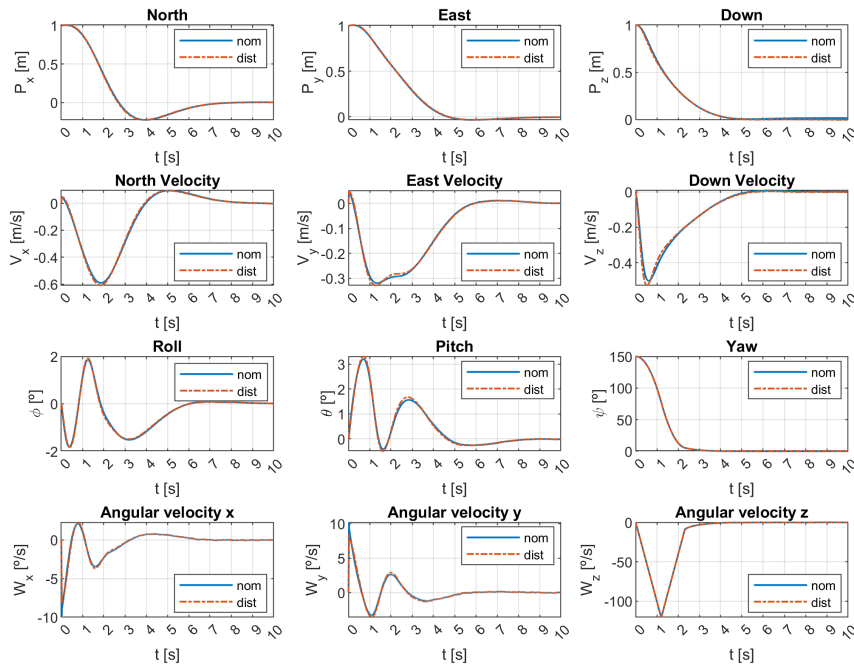 North
East
Down
P_x [m]
1
0.5
0
nom
dist
0 1 2 3 4 5 6 7 8 9 10
t [s]
P_y [m]
1
0.5
0
nom
dist
0 1 2 3 4 5 6 7 8 9 10
t [s]
P_z [m]
1
0.5
0
nom
dist
0 1 2 3 4 5 6 7 8 9 10
t [s]
North Velocity
East Velocity
Down Velocity
V_x [m/s]
0
-0.2
-0.4
-0.6
nom
dist
0 1 2 3 4 5 6 7 8 9 10
t [s]
V_y [m/s]
0
-0.1
-0.2
-0.3
nom
dist
0 1 2 3 4 5 6 7 8 9 10
t [s]
V_z [m/s]
0
-0.2
-0.4
nom
dist
0 1 2 3 4 5 6 7 8 9 10
t [s]
Roll
Pitch
Yaw
ϕ [º]
2
0
-2
nom
dist
0 1 2 3 4 5 6 7 8 9 10
t [s]
θ [º]
3
2
1
0
nom
dist
0 1 2 3 4 5 6 7 8 9 10
t [s]
ψ [º]
150
100
50
0
nom
dist
0 1 2 3 4 5 6 7 8 9 10
t [s]
Angular velocity x
Angular velocity y
Angular velocity z
W_x [º/s]
0
-5
-10
nom
dist
0 1 2 3 4 5 6 7 8 9 10
t [s]
W_y [º/s]
10
5
0
nom
dist
0 1 2 3 4 5 6 7 8 9 10
t [s]
W_z [º/s]
0
-50
-100
nom
dist
0 1 2 3 4 5 6 7 8 9 10
t [s]